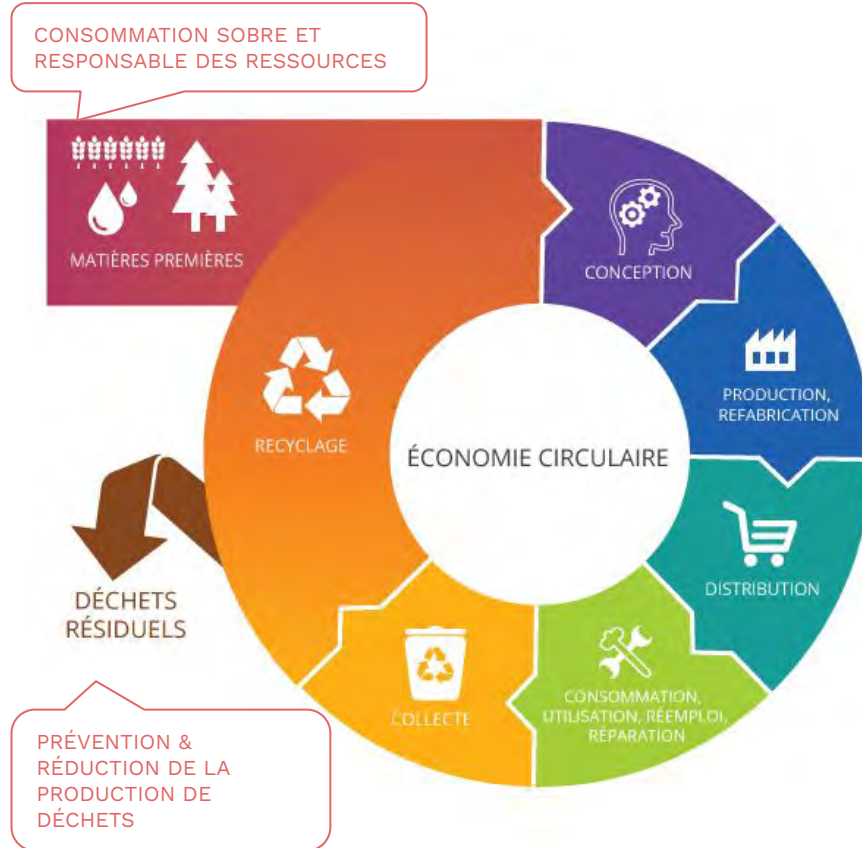 CONSOMMATION SOBRE ET
RESPONSABLE DES RESSOURCES
MATIÈRES PREMIÈRES
CONCEPTION
PRODUCTION,
REFABRICATION
RECYCLAGE
ÉCONOMIE CIRCULAIRE
DISTRIBUTION
DÉCHETS
RÉSIDUELS
CONSOMMATION,
UTILISATION, RÉEMPLOI,
RÉPARATION
COLLECTE
PRÉVENTION &
RÉDUCTION DE LA
PRODUCTION DE
DÉCHETS